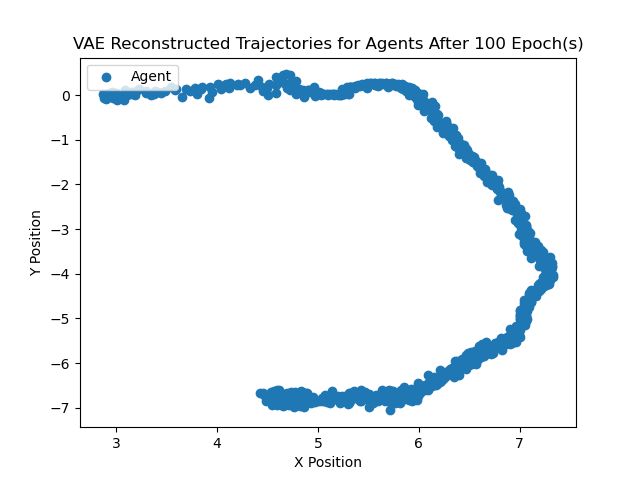 VAE Reconstructed Trajectories for Agents After 100 Epoch(s)
Agent
0
−1
−2
−3
−4
−5
−6
−7
Y Position
3 4 5 6 7
X Position